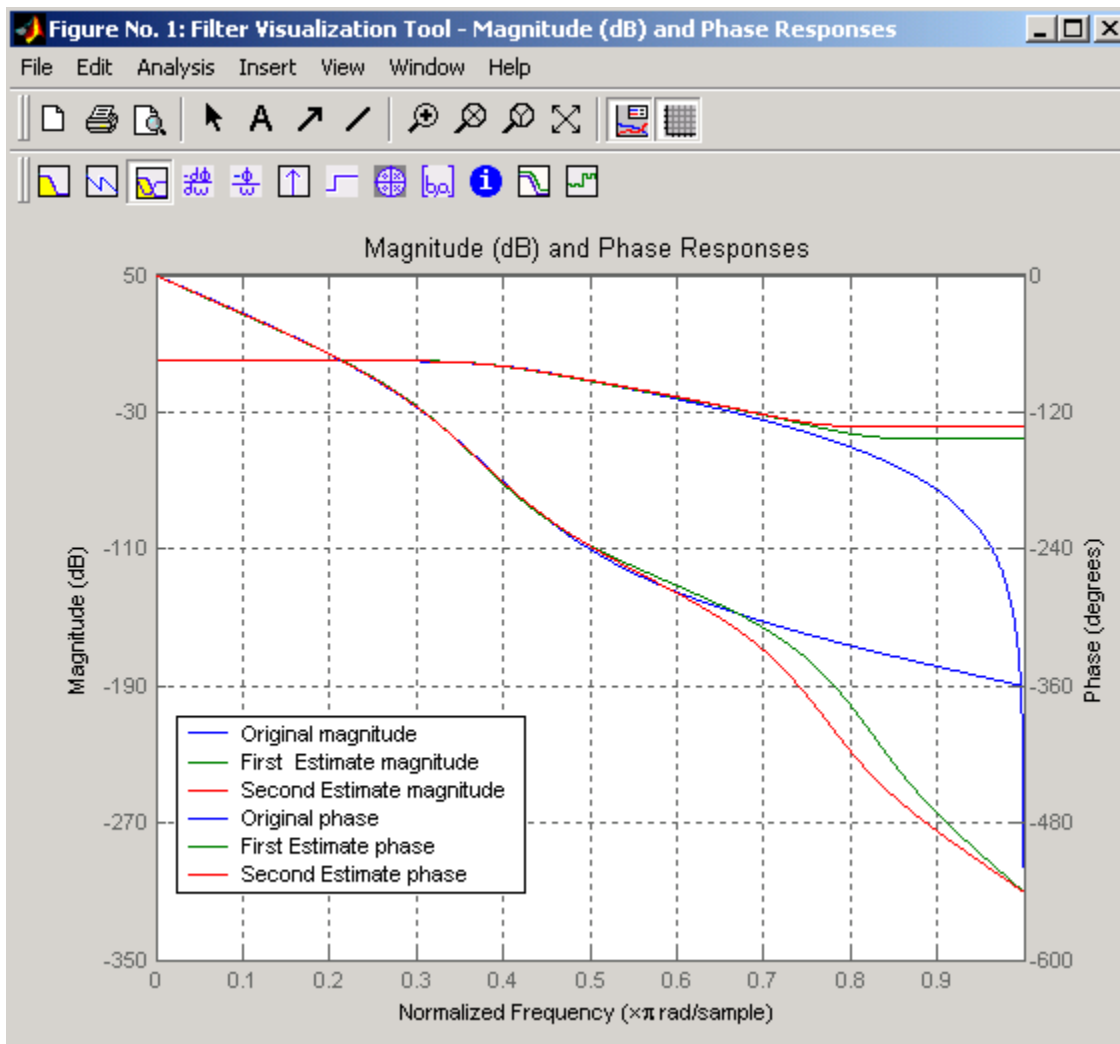 Figure No. 1: Filter Visualization Tool - Magnitude (dB) and Phase Responses
File Edit Analysis Insert View Window Help
A
-dϕ/dω -ϕ/ω [b,a] i
Magnitude (dB) and Phase Responses
50 0
-30 -120
-110 -240
-190 -360
-270 -480
-350 -600
Magnitude (dB)
Phase (degrees)
Original magnitude
First Estimate magnitude
Second Estimate magnitude
Original phase
First Estimate phase
Second Estimate phase
0 0.1 0.2 0.3 0.4 0.5 0.6 0.7 0.8 0.9
Normalized Frequency (×π rad/sample)